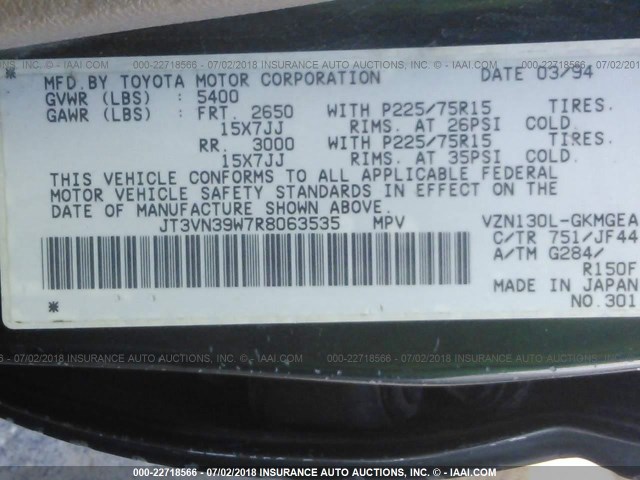 000-22718566 - 07/02/2018 - INSURANCE AUTO AUCTIONS, INC. - © IAAI.COM
MFD.BY TOYOTA MOTOR CORPORATION DATE 03/94
GVWR (LBS) : 5400
GAWR (LBS) : FRT. 2650 WITH P225/75R15 TIRES.
15X7JJ RIMS. AT 26PSI COLD.
RR. 3000 WITH P225/75R15 TIRES.
15X7JJ RIMS. AT 35PSI COLD.
THIS VEHICLE CONFORMS TO ALL APPLICABLE FEDERAL
MOTOR VEHICLE SAFETY STANDARDS IN EFFECT ON THE
DATE OF MANUFACTURE SHOWN ABOVE.
JT3VN39W7R8063535 MPV VZN130L-GKMGEA
C/TR 751/JF44
A/TM G284/
R150F
MADE IN JAPAN
NO.301
000-22718566 - 07/02/2018 - INSURANCE AUTO AUCTIONS, INC. - © IAAI.COM
000-22718566 - 07/02/2018 - INSURANCE AUTO AUCTIONS, INC. - © IAAI.COM